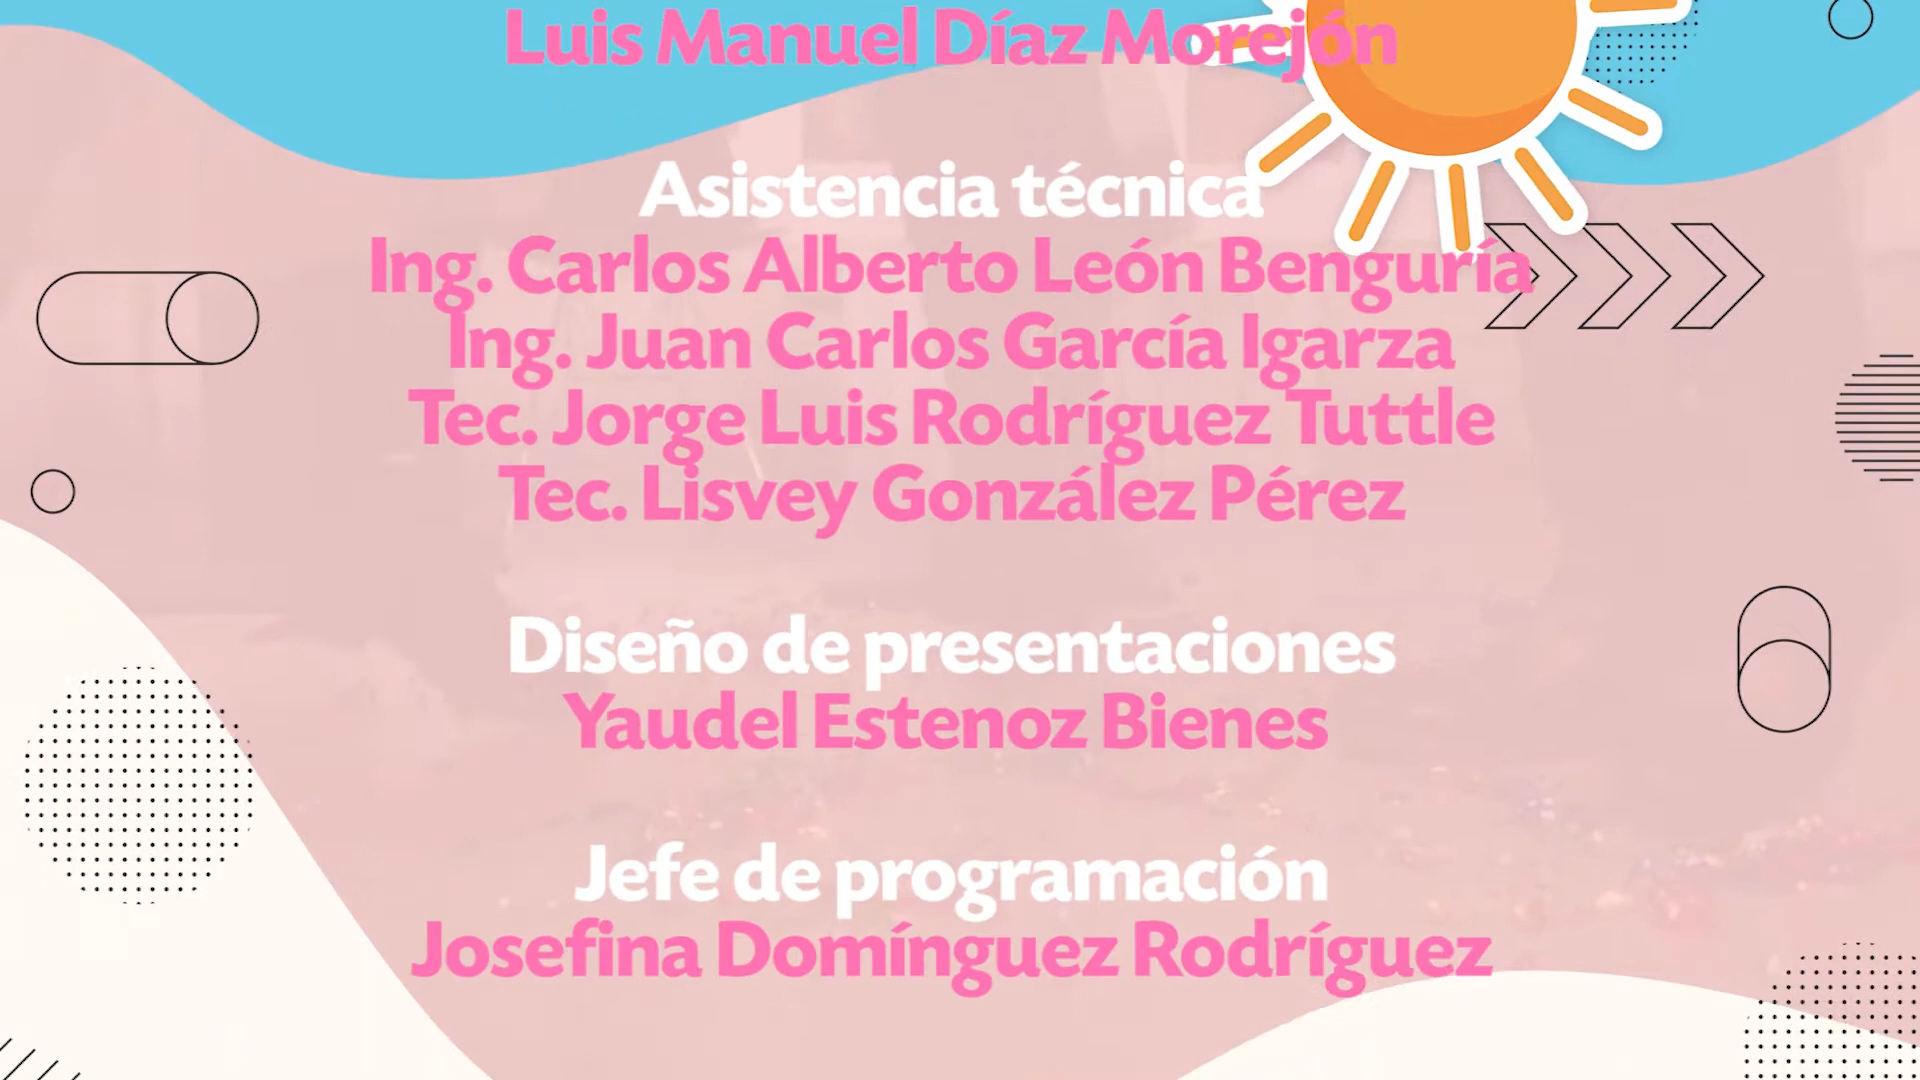 Luis Manuel Díaz Morejón
Asistencia técnica
Ing. Carlos Alberto León Benguría
Ing. Juan Carlos García Igarza
Tec. Jorge Luis Rodríguez Tuttle
Tec. Lisvey González Pérez
Diseño de presentaciones
Yaudel Estenoz Bienes
Jefe de programación
Josefina Domínguez Rodríguez